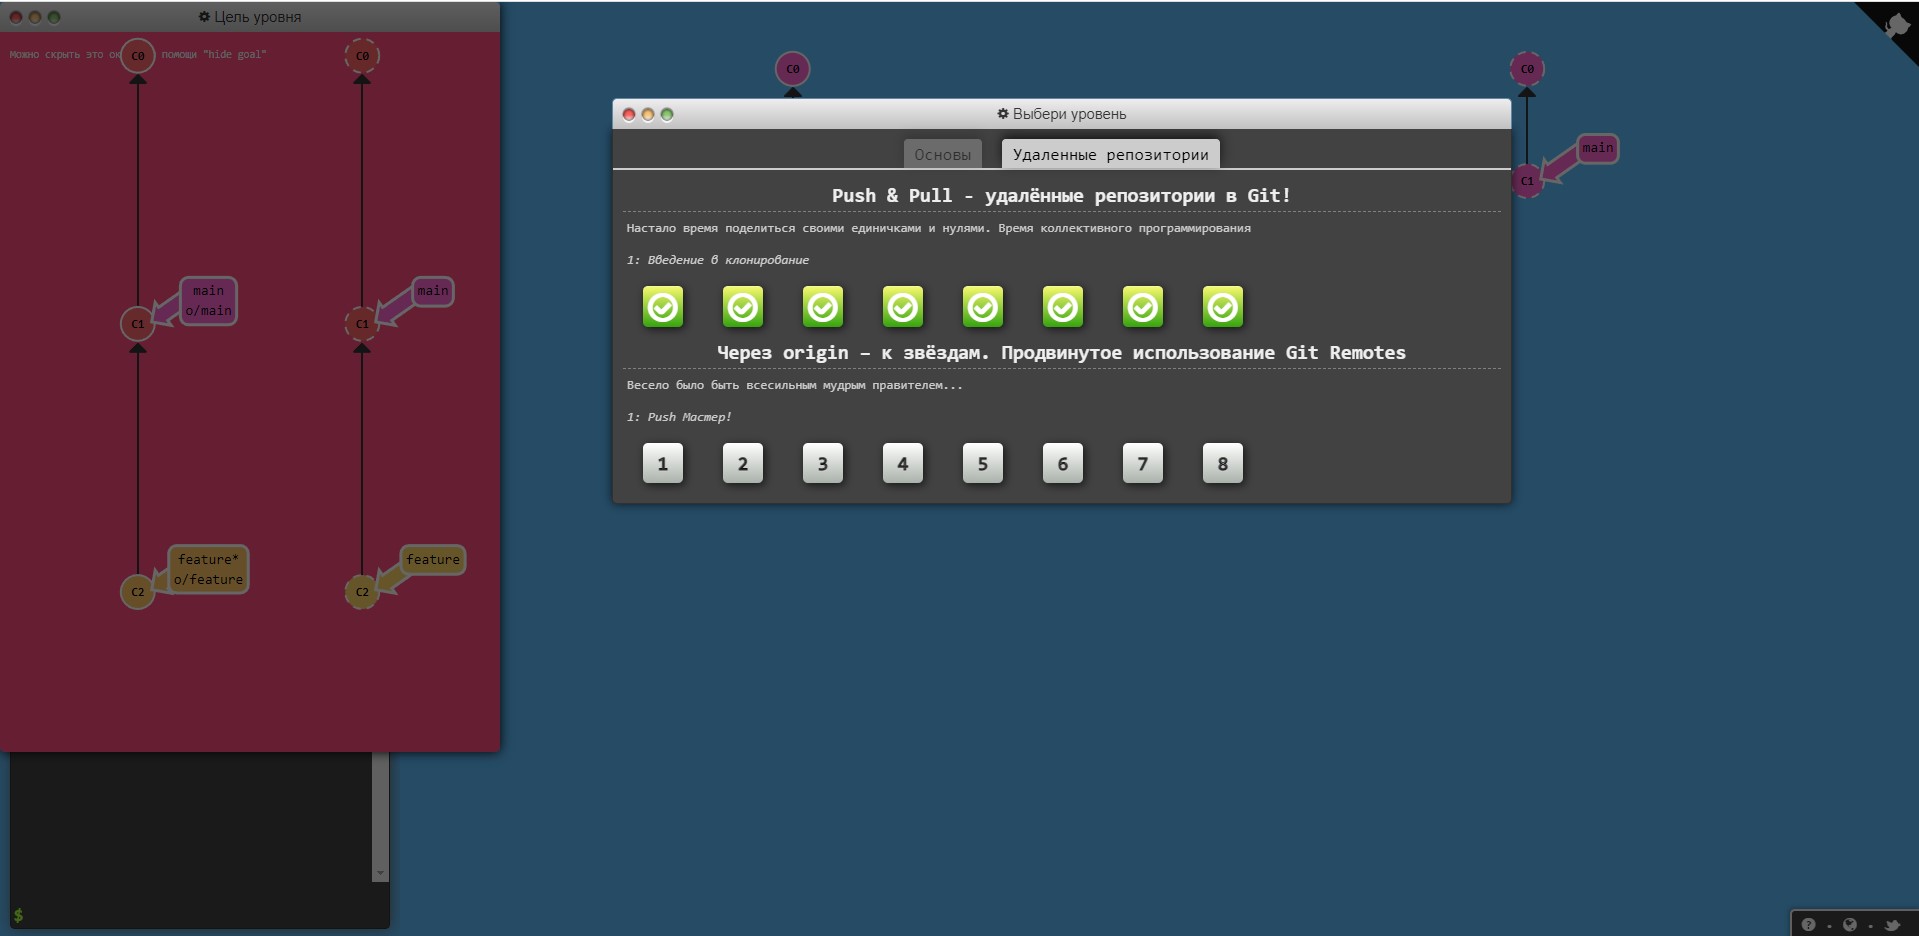 Цель уровня
Можно скрыть это ок помощи "hide goal"
C0
C0
main
o/main
C1
main
C1
feature*
o/feature
C2
feature
C2
$
C0
C0
main
C1
Выбери уровень
Основы
Удаленные репозитории
Push & Pull - удалённые репозитории в Git!
Настало время поделиться своими единичками и нулями. Время коллективного программирования
1: Введение в клонирование
Через origin – к звёздам. Продвинутое использование Git Remotes
Весело было быть всесильным мудрым правителем...
1: Push Мастер!
1 2 3 4 5 6 7 8